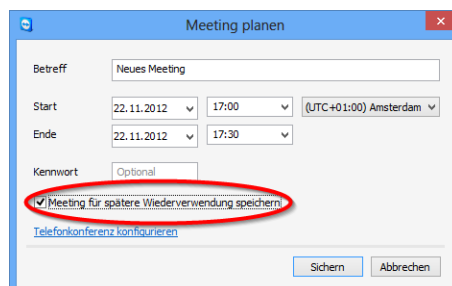 Meeting planen
Betreff Neues Meeting
Start 22.11.2012 17:00 (UTC+01:00) Amsterdam
Ende 22.11.2012 17:30
Kennwort Optional
Meeting für spätere Wiederverwendung speichern
Telefonkonferenz konfigurieren
Sichern Abbrechen